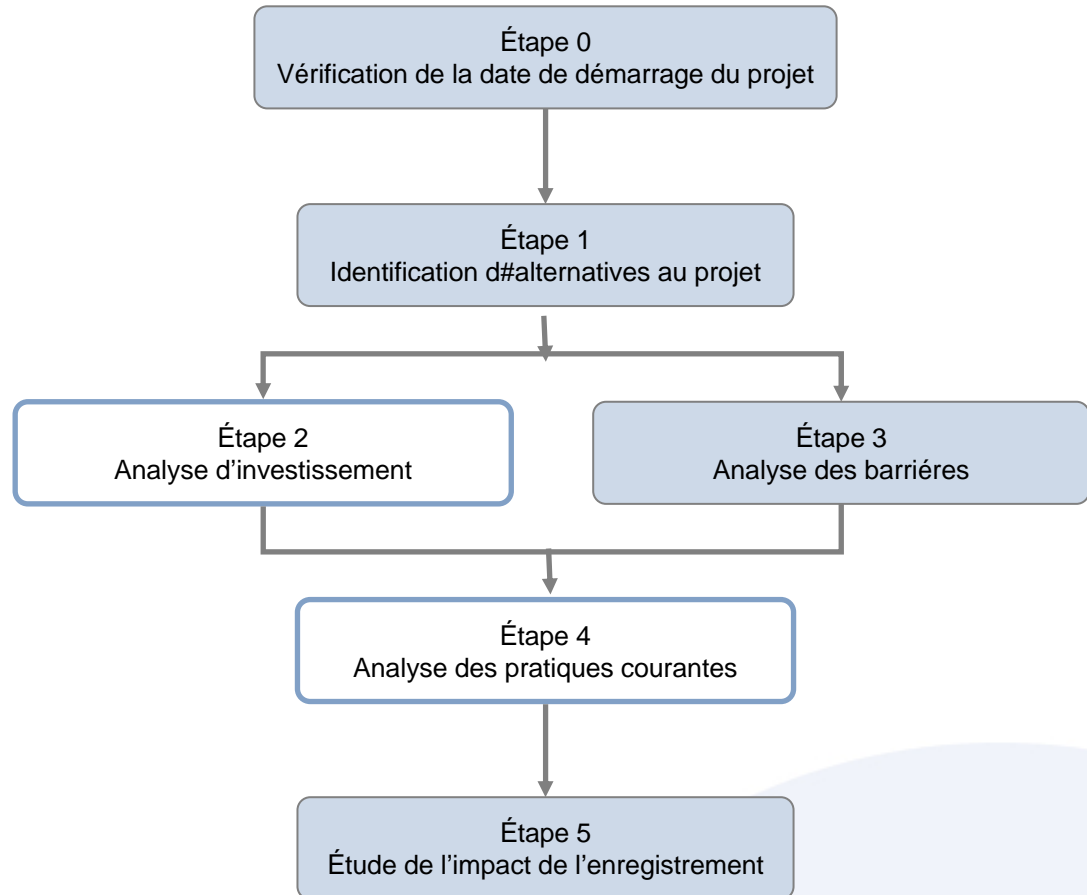 Étape 0
Vérification de la date de démarrage du projet
Étape 1
Identification d#alternatives au projet
Étape 2
Analyse d’investissement
Étape 3
Analyse des barriéres
Étape 4
Analyse des pratiques courantes
Étape 5
Étude de l’impact de l’enregistrement